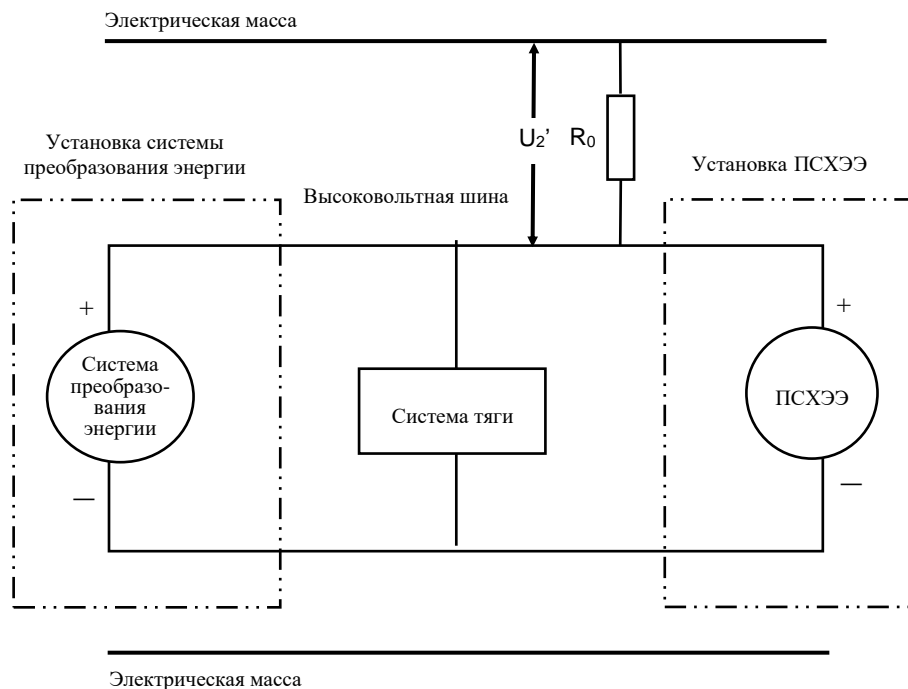 Электрическая масса
U₂’
R₀
Установка системы
преобразования энергии
Установка ПСХЭЭ
Высоковольтная шина
+
+
Система
преобразо-
вания
энергии
Система тяги
ПСХЭЭ
—
—
Электрическая масса